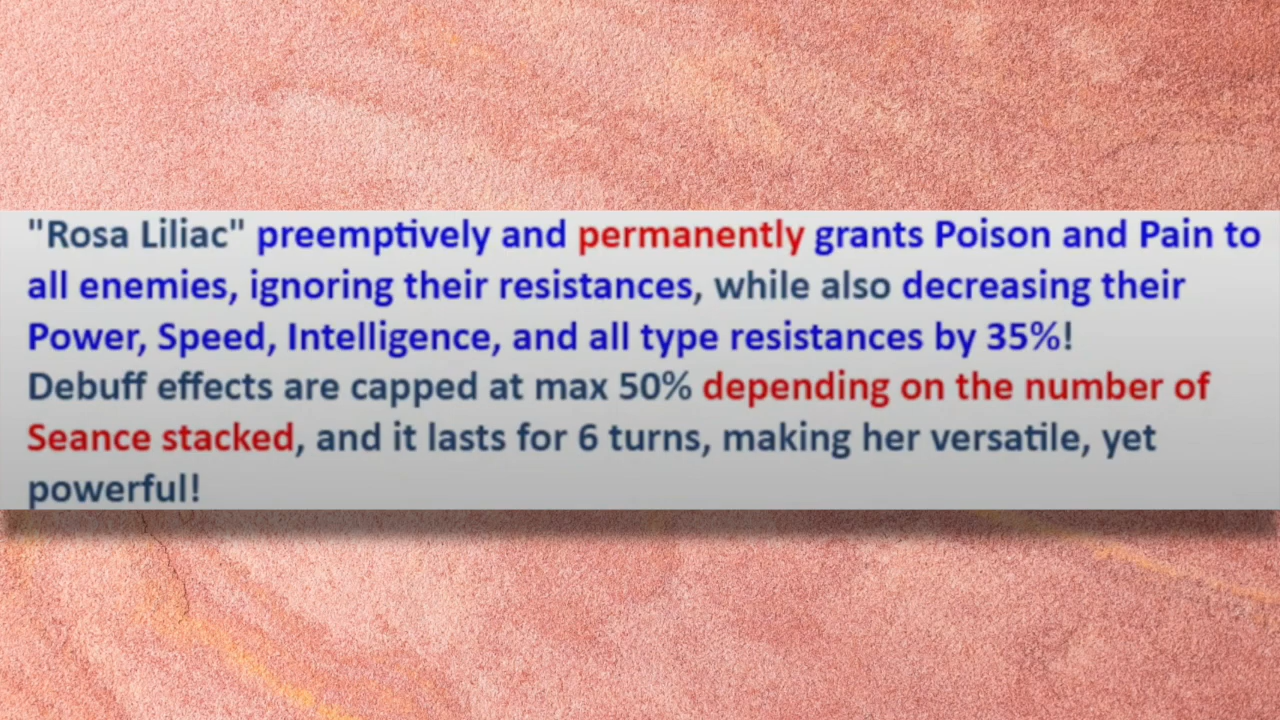 "Rosa Liliac" preemptively and permanently grants Poison and Pain to
all enemies, ignoring their resistances, while also decreasing their
Power, Speed, Intelligence, and all type resistances by 35%!
Debuff effects are capped at max 50% depending on the number of
Seance stacked, and it lasts for 6 turns, making her versatile, yet
powerful!